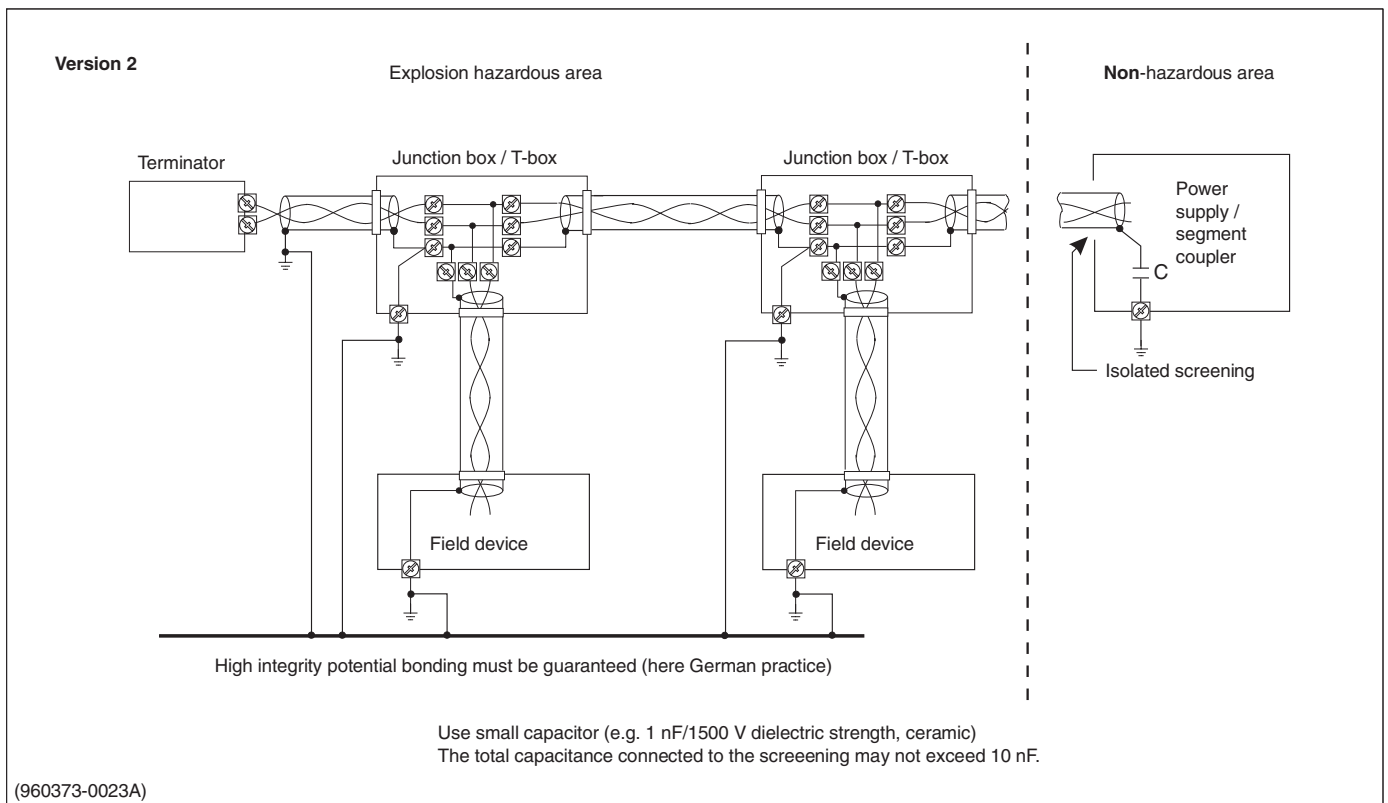 Version 2
Explosion hazardous area
Non-hazardous area
Terminator
Junction box / T-box
Junction box / T-box
Power
supply /
segment
coupler
C
Isolated screening
Field device
Field device
High integrity potential bonding must be guaranteed (here German practice)
Use small capacitor (e.g. 1 nF/1500 V dielectric strength, ceramic)
The total capacitance connected to the screeening may not exceed 10 nF.
(960373-0023A)